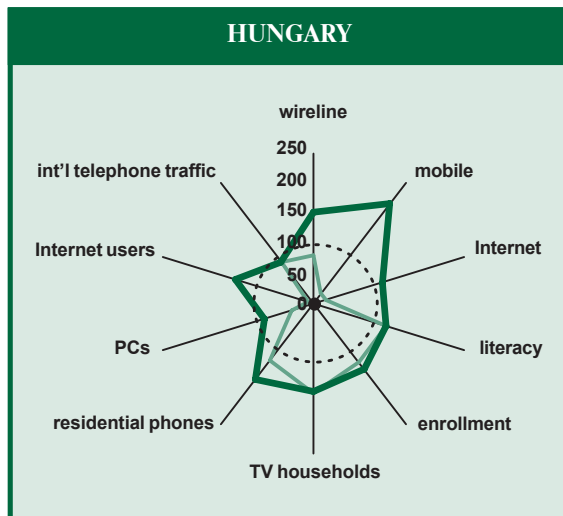 HUNGARY
wireline
250
int'l telephone traffic
200
mobile
150
Internet users
100
Internet
50
0
PCs
literacy
residential phones
enrollment
TV households